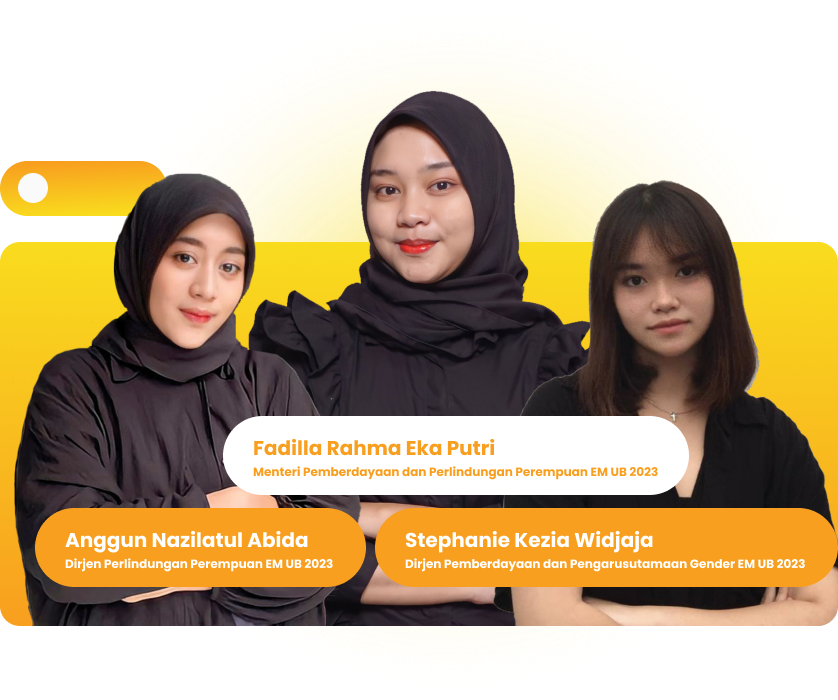 Fadilla Rahma Eka Putri
Menteri Pemberdayaan dan Perlindungan Perempuan EM UB 2023
Anggun Nazilatul Abida
Dirjen Perlindungan Perempuan EM UB 2023
Stephanie Kezia Widjaja
Dirjen Pemberdayaan dan Pengarusutamaan Gender EM UB 2023